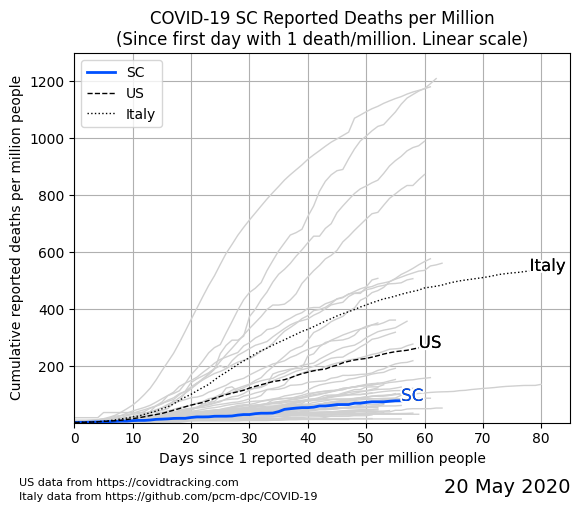 COVID-19 SC Reported Deaths per Million
(Since first day with 1 death/million. Linear scale)
SC
US
Italy
Cumulative reported deaths per million people
1200
1000
800
600
400
200
Italy
US
SC
0 10 20 30 40 50 60 70 80
Days since 1 reported death per million people
US data from https://covidtracking.com
Italy data from https://github.com/pcm-dpc/COVID-19
20 May 2020